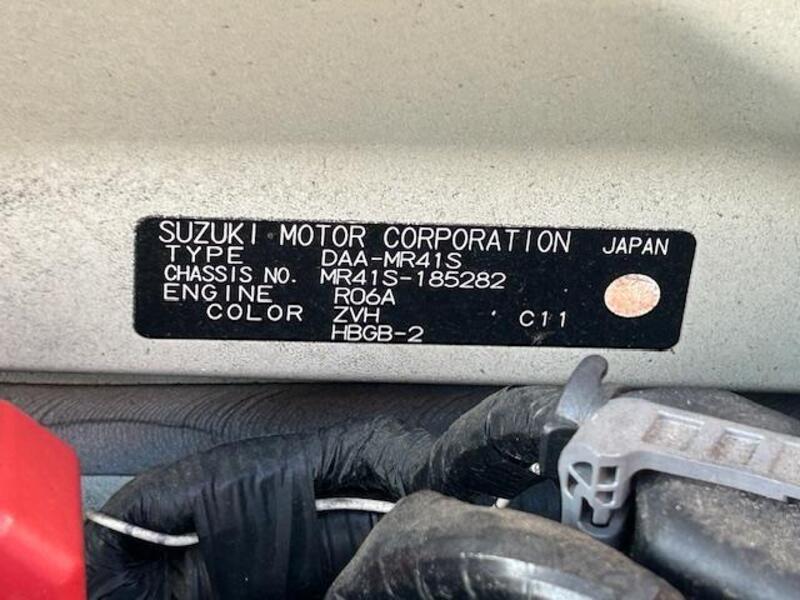 SUZUKI MOTOR CORPORATION JAPAN
TYPE DAA-MR41S
CHASSIS NO. MR41S-185282
ENGINE R06A
COLOR ZVH C11
HBGB-2